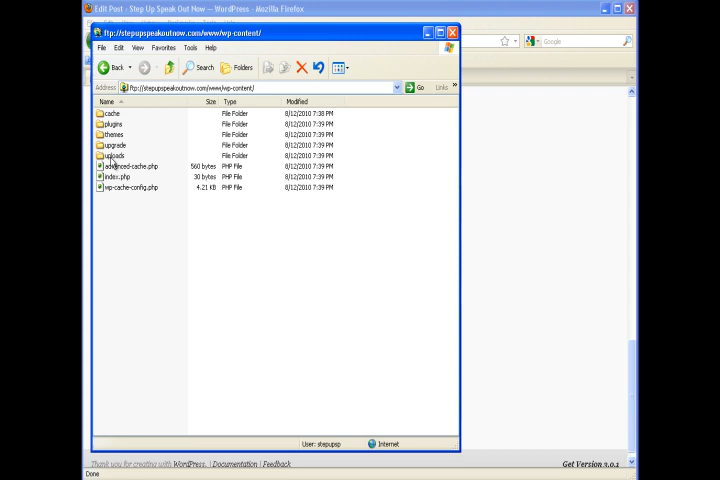 Edit Post - Step Up Speak Out Now — WordPress - Mozilla Firefox
ftp://stepupspeakoutnow.com/www/wp-content/
File Edit View Favorites Tools Help
Back Search Folders
Google
Address ftp://stepupspeakoutnow.com/www/wp-content/ Go Links »
Name Size Type Modified
cache File Folder 8/12/2010 7:38 PM
plugins File Folder 8/12/2010 7:39 PM
themes File Folder 8/12/2010 7:39 PM
upgrade File Folder 8/12/2010 7:39 PM
uploads File Folder 8/12/2010 7:39 PM
advanced-cache.php 560 bytes PHP File 8/12/2010 7:39 PM
index.php 30 bytes PHP File 8/12/2010 7:39 PM
wp-cache-config.php 4.21 KB PHP File 8/12/2010 7:39 PM
User: stepupsp Internet
Thank you for creating with WordPress. | Documentation | Feedback Get Version 3.0.1
Done